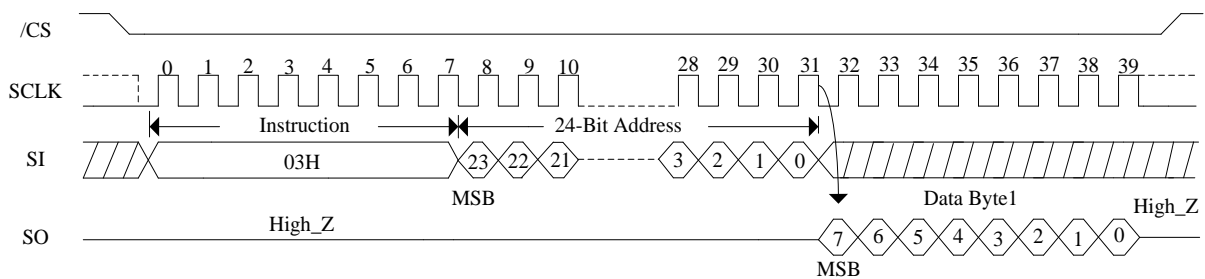 /CS
0 1 2 3 4 5 6 7 8 9 10 28 29 30 31 32 33 34 35 36 37 38 39
SCLK
Instruction 24-Bit Address
SI 03H 23 22 21 3 2 1 0
MSB Data Byte1
High_Z High_Z
SO 7 6 5 4 3 2 1 0
MSB